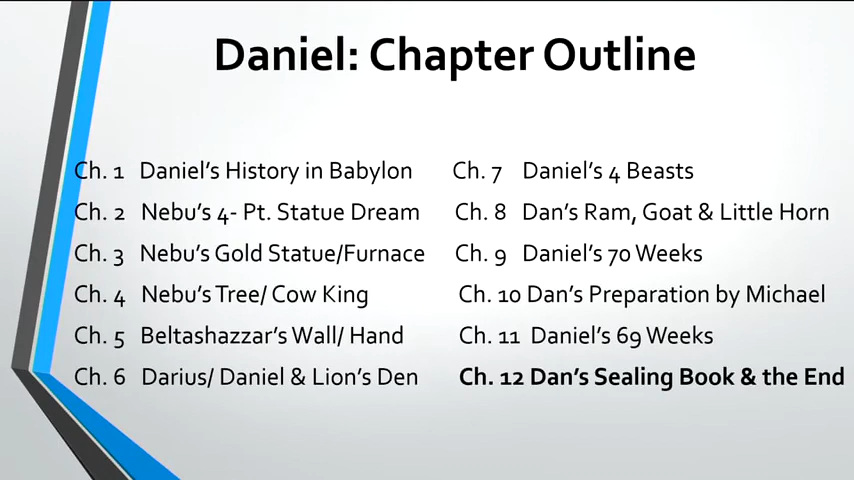 Daniel: Chapter Outline
Ch. 1 Daniel's History in Babylon
Ch. 2 Nebu's 4- Pt. Statue Dream
Ch. 3 Nebu's Gold Statue/Furnace
Ch. 4 Nebu's Tree/ Cow King
Ch. 5 Beltashazzar's Wall/ Hand
Ch. 6 Darius/ Daniel & Lion's Den
Ch. 7 Daniel's 4 Beasts
Ch. 8 Dan's Ram, Goat & Little Horn
Ch. 9 Daniel's 70 Weeks
Ch. 10 Dan's Preparation by Michael
Ch. 11 Daniel's 69 Weeks
Ch. 12 Dan's Sealing Book & the End